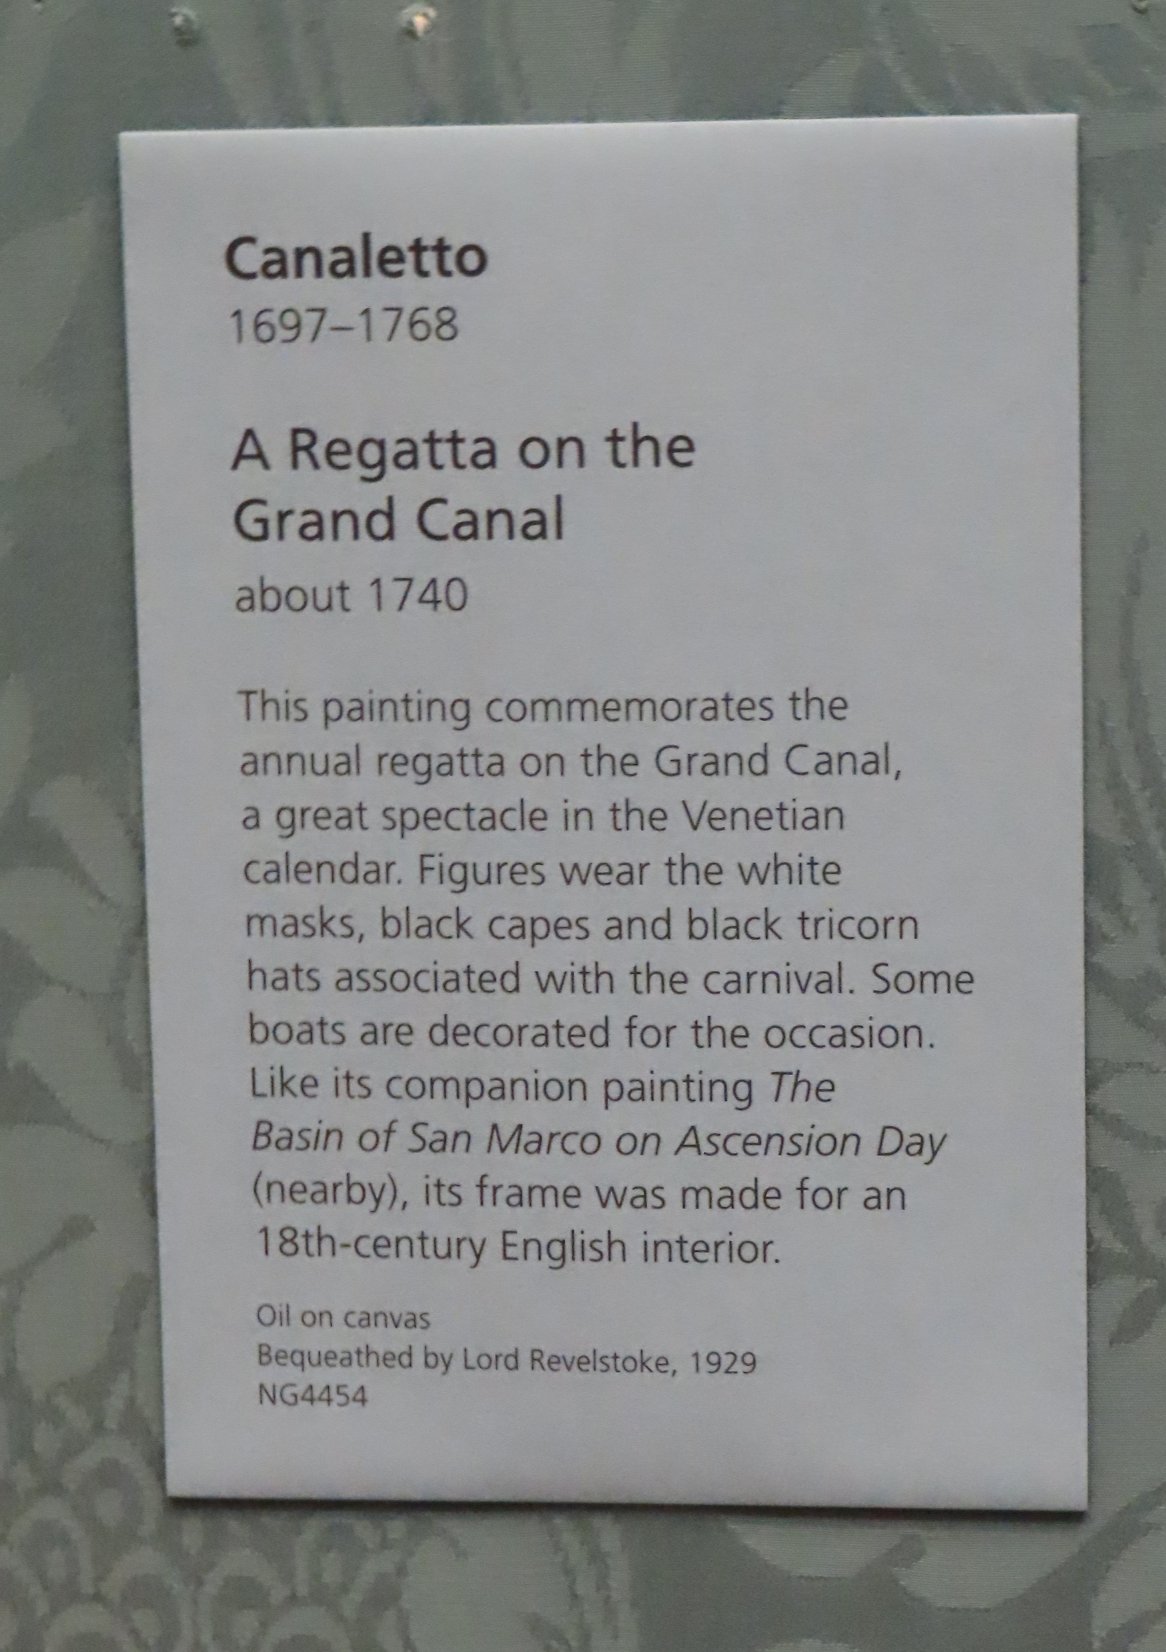 Canaletto
1697–1768
A Regatta on the
Grand Canal
about 1740
This painting commemorates the
annual regatta on the Grand Canal,
a great spectacle in the Venetian
calendar. Figures wear the white
masks, black capes and black tricorn
hats associated with the carnival. Some
boats are decorated for the occasion.
Like its companion painting The
Basin of San Marco on Ascension Day
(nearby), its frame was made for an
18th-century English interior.
Oil on canvas
Bequeathed by Lord Revelstoke, 1929
NG4454